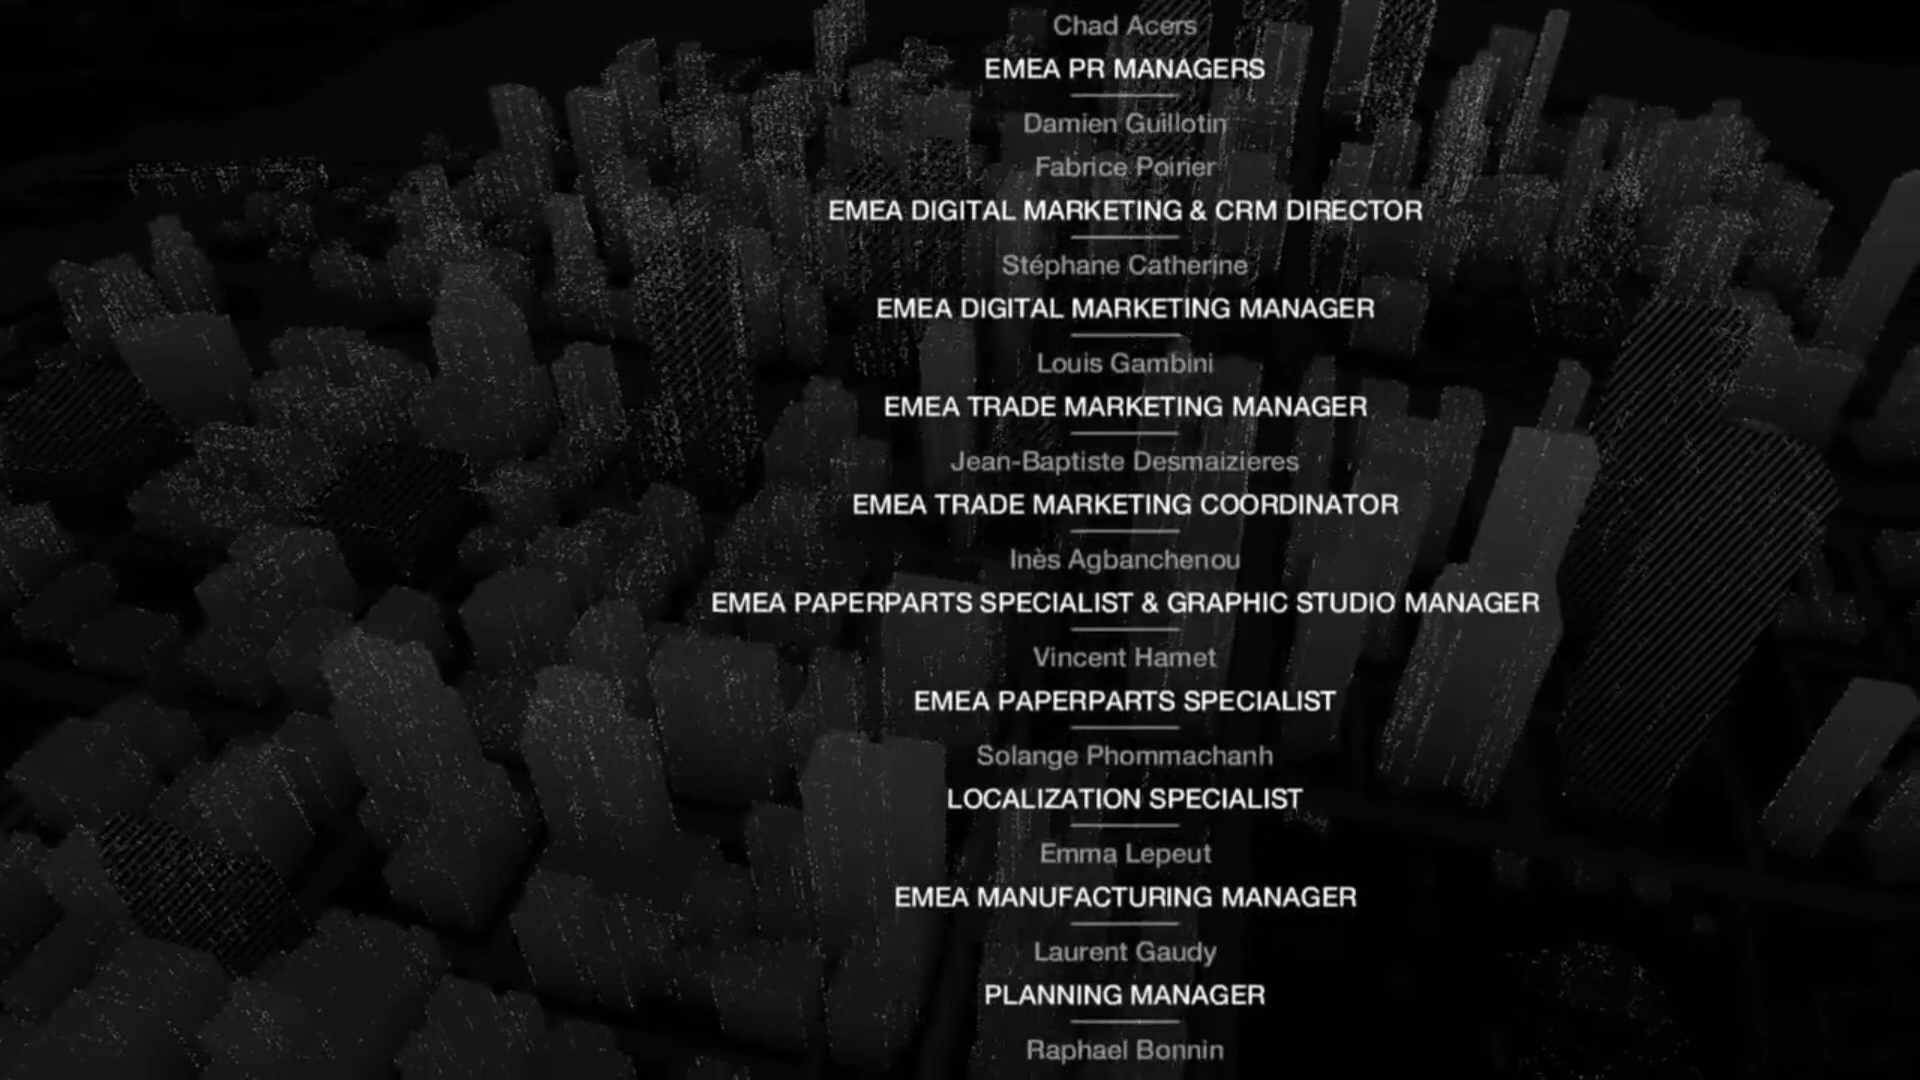 Chad Acers
EMEA PR MANAGERS
Damien Guillotin
Fabrice Poirier
EMEA DIGITAL MARKETING & CRM DIRECTOR
Stéphane Catherine
EMEA DIGITAL MARKETING MANAGER
Louis Gambini
EMEA TRADE MARKETING MANAGER
Jean-Baptiste Desmaizieres
EMEA TRADE MARKETING COORDINATOR
Inès Agbanchenou
EMEA PAPERPARTS SPECIALIST & GRAPHIC STUDIO MANAGER
Vincent Hamet
EMEA PAPERPARTS SPECIALIST
Solange Phommachanh
LOCALIZATION SPECIALIST
Emma Lepeut
EMEA MANUFACTURING MANAGER
Laurent Gaudy
PLANNING MANAGER
Raphael Bonnin